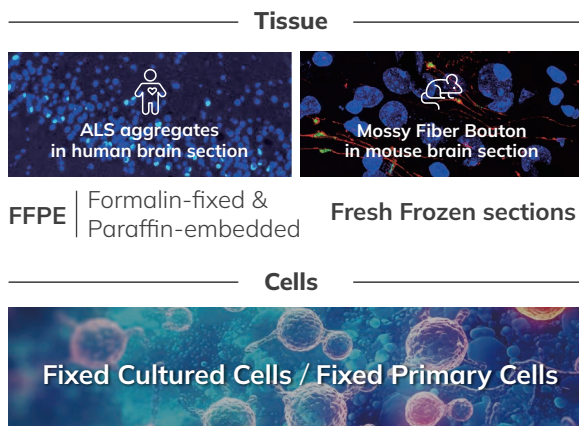 Tissue
ALS aggregates
in human brain section
Mossy Fiber Bouton
in mouse brain section
FFPE
Formalin-fixed &
Paraffin-embedded
Fresh Frozen sections
Cells
Fixed Cultured Cells / Fixed Primary Cells